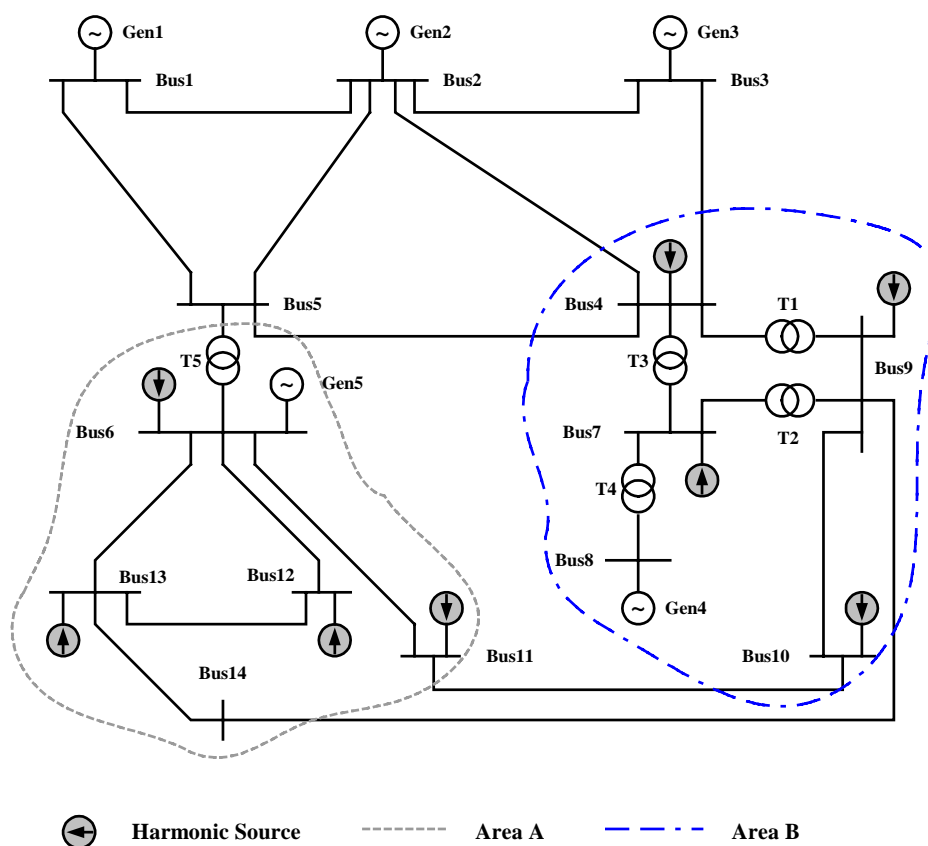 Gen1
Gen2
Gen3
~
~
~
Bus1
Bus2
Bus3
Bus5
Bus4
T1
T5
T3
Gen5
~
Bus9
Bus6
Bus7
T2
T4
Bus8
Bus13
Bus12
~
Gen4
Bus11
Bus10
Bus14
Harmonic Source
Area A
Area B